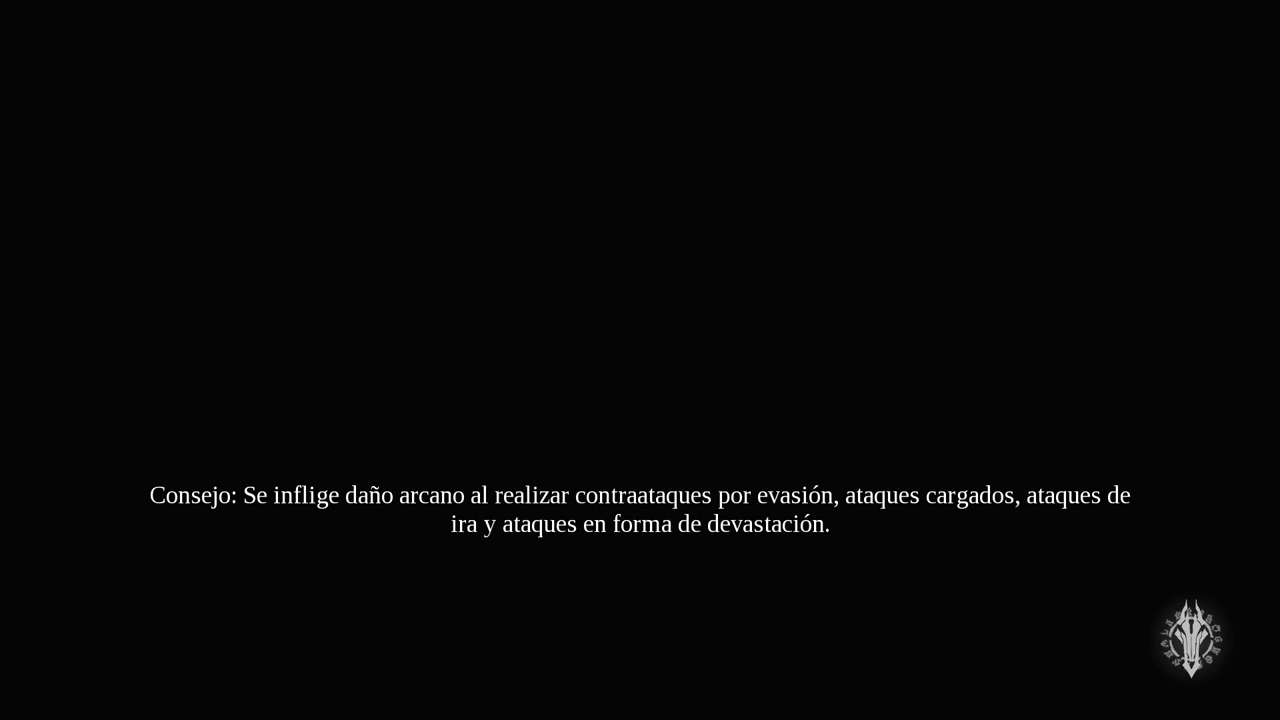 Consejo: Se inflige daño arcano al realizar contraataques por evasión, ataques cargados, ataques de
ira y ataques en forma de devastación.